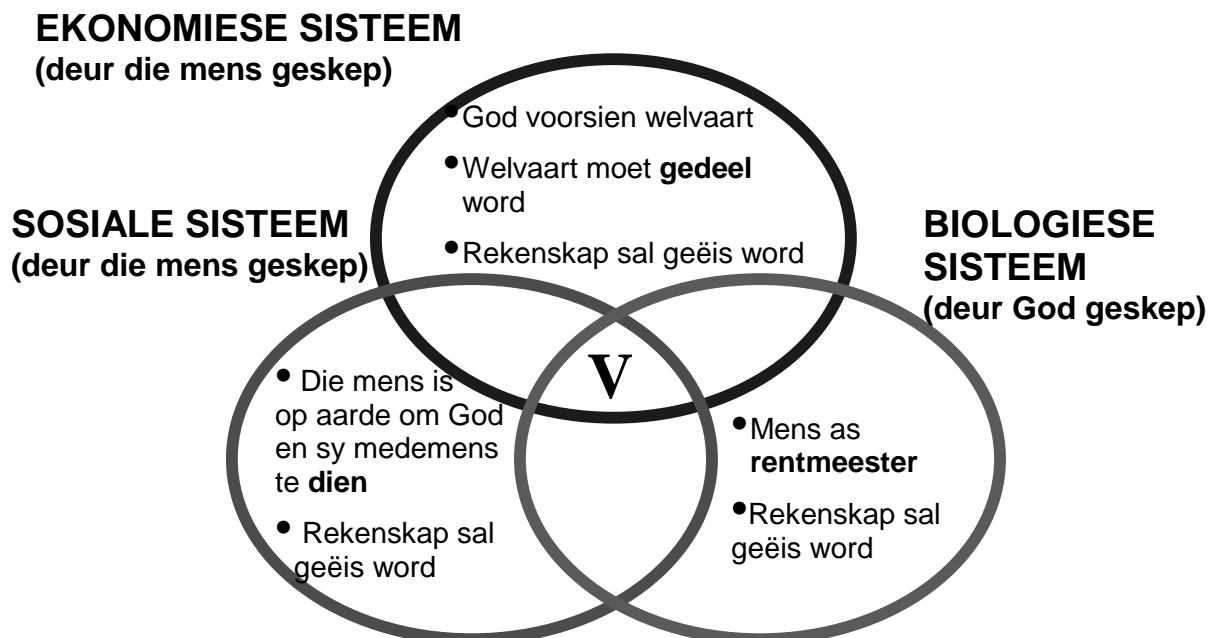 EKONOMIESE SISTEEM
(deur die mens geskep)
• God voorsien welvaart
• Welvaart moet gedeel
word
• Rekenskap sal geëis word
SOSIALE SISTEEM
(deur die mens geskep)
BIOLOGIESE
SISTEEM
(deur God geskep)
V
• Die mens is
op aarde om God
en sy medemens
te dien
• Rekenskap sal
geëis word
• Mens as
rentmeester
• Rekenskap sal
geëis word